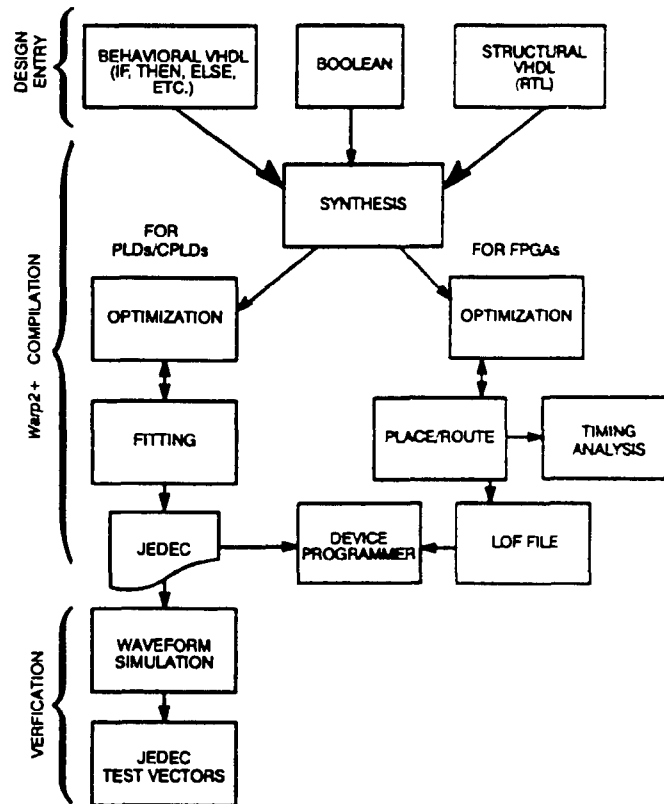 DESIGN
ENTRY
BEHAVIORAL VHDL
(IF, THEN, ELSE,
ETC.)
BOOLEAN
STRUCTURAL
VHDL
(RTL)
Warp2+ COMPILATION
SYNTHESIS
FOR
PLDs/CPLDs
FOR FPGAs
OPTIMIZATION
OPTIMIZATION
FITTING
PLACE/ROUTE
TIMING
ANALYSIS
JEDEC
DEVICE
PROGRAMMER
LOF FILE
VERFICATION
WAVEFORM
SIMULATION
JEDEC
TEST VECTORS